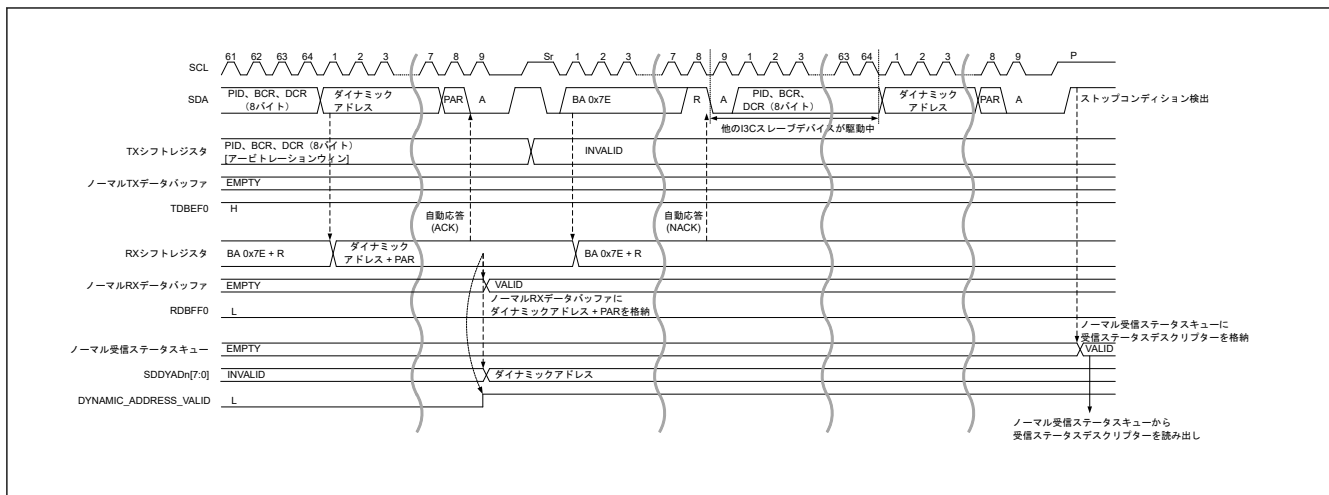 61 62 63 64 1 2 3 7 8 9 Sr 1 2 3 7 8 9 1 2 3 63 64 1 2 3 8 9 P
SCL
SDA
PID、BCR、DCR
(8バイト)
ダイナミック
アドレス
PAR
A
BA 0x7E
R
A
PID、BCR、
DCR(8バイト)
ダイナミック
アドレス
PAR
A
ストップコンディション検出
他のI3Cスレーブデバイスが駆動中
TXシフトレジスタ
PID、BCR、DCR(8バイト)
[アービトレーションウィン]
INVALID
ノーマルTXデータバッファ
EMPTY
TDBEF0
H
自動応答
(ACK)
自動応答
(NACK)
RXシフトレジスタ
BA 0x7E + R
ダイナミック
アドレス + PAR
BA 0x7E + R
ノーマルRXデータバッファ
EMPTY
VALID
ノーマルRXデータバッファに
ダイナミックアドレス + PARを格納
RDBFF0
L
ノーマル受信ステータスキューに
受信ステータスデスクリプターを格納
ノーマル受信ステータスキュー
EMPTY
VALID
SDDYADn[7:0]
INVALID
ダイナミックアドレス
DYNAMIC_ADDRESS_VALID
L
ノーマル受信ステータスキューから
受信ステータスデスクリプターを読み出し